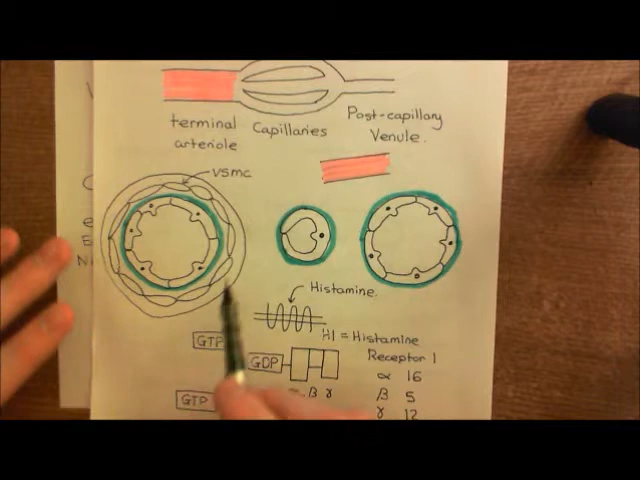 terminal
arteriole
Capillaries
Post-capillary
Venule.
vsmc
Histamine.
H1 = Histamine
Receptor 1
GTP
GDP
α 16
β 5
γ 12
β γ
GTP